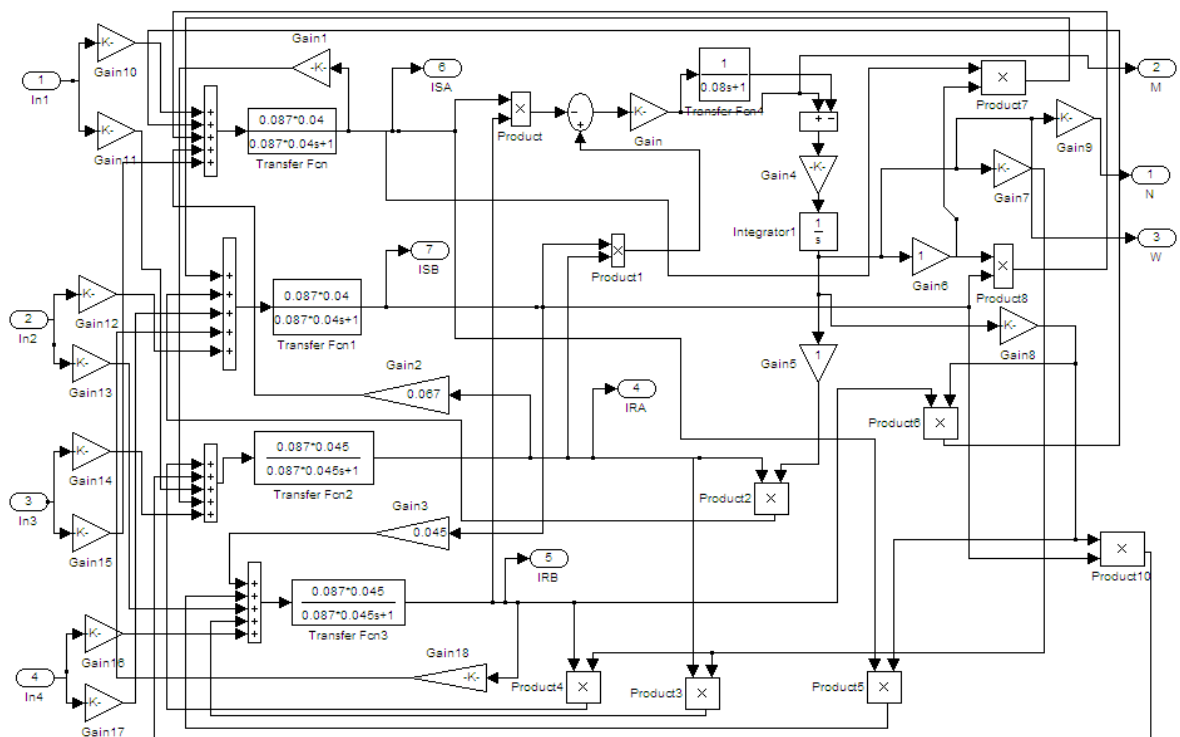 1
In1
K-
Gain10
K-
Gain11
Gain1
-K-
6
ISA
0.087*0.04
0.087*0.04s+1
Transfer Fcn
×
Product
K-
Gain
1
0.08s+1
Transfer Fcn4
-K-
Gain4
×
Product7
2
M
K-
Gain9
K-
Gain7
1
N
3
W
1
s
Integrator1
×
Product1
7
ISB
1
Gain6
×
Product8
2
In2
K-
Gain12
K-
Gain13
0.087*0.04
0.087*0.04s+1
Transfer Fcn1
K-
Gain8
1
Gain5
Gain2
0.067
4
IRA
×
Product6
3
In3
K-
Gain14
K-
Gain15
0.087*0.045
0.087*0.045s+1
Transfer Fcn2
×
Product2
Gain3
0.045
5
IRB
×
Product10
0.087*0.045
0.087*0.045s+1
Transfer Fcn3
4
In4
K-
Gain16
K-
Gain17
Gain18
-K-
×
Product4
×
Product3
×
Product5